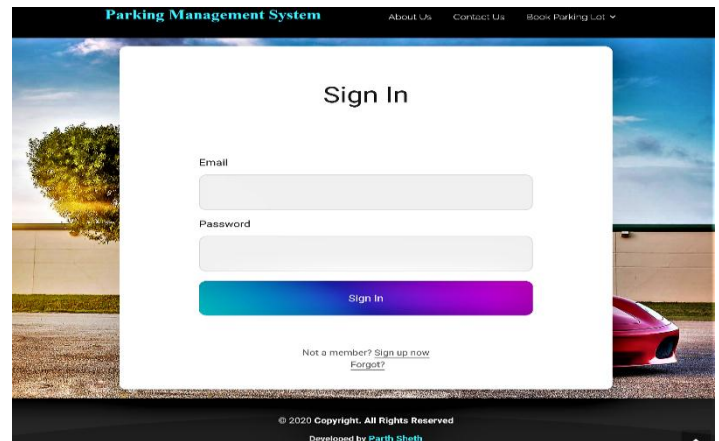 Parking Management System About Us Contact Us Book Parking Lot
Sign In
Email
Password
Sign In
Not a member? Sign up now
Forgot?
© 2020 Copyright. All Rights Reserved
Developed by Parth Sheth